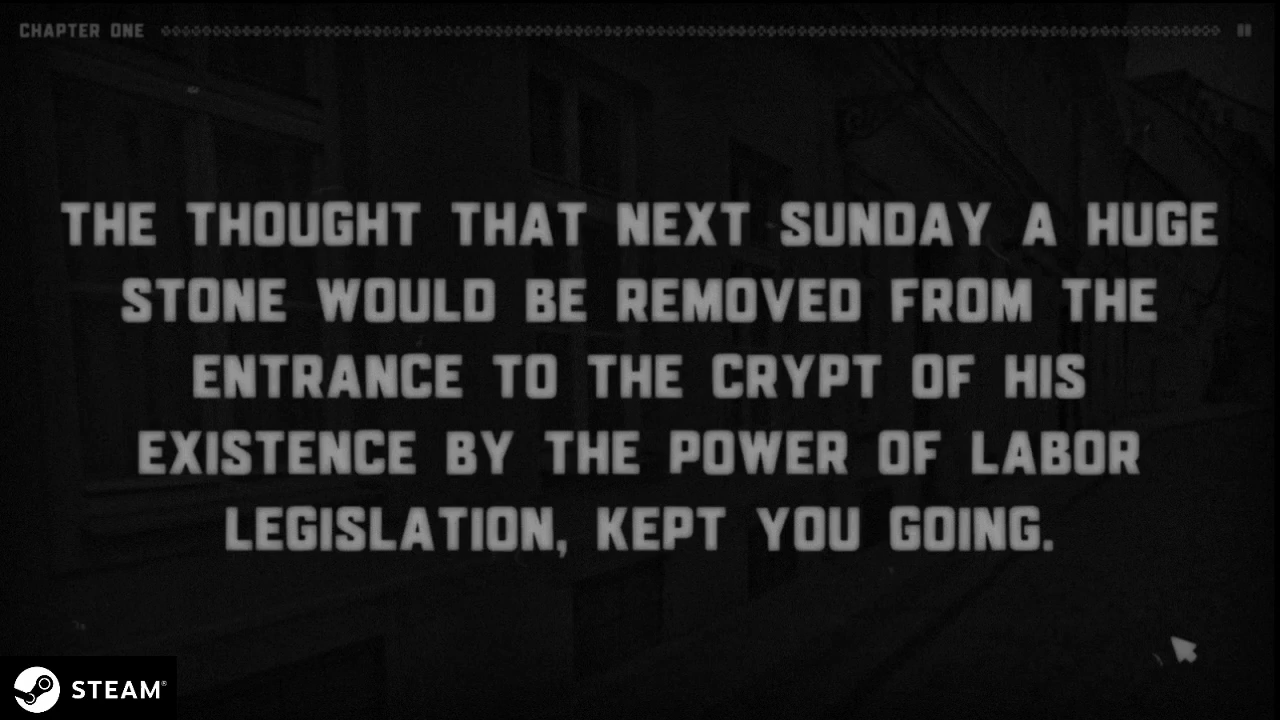 CHAPTER ONE
THE THOUGHT THAT NEXT SUNDAY A HUGE
STONE WOULD BE REMOVED FROM THE
ENTRANCE TO THE CRYPT OF HIS
EXISTENCE BY THE POWER OF LABOR
LEGISLATION, KEPT YOU GOING.
STEAM®